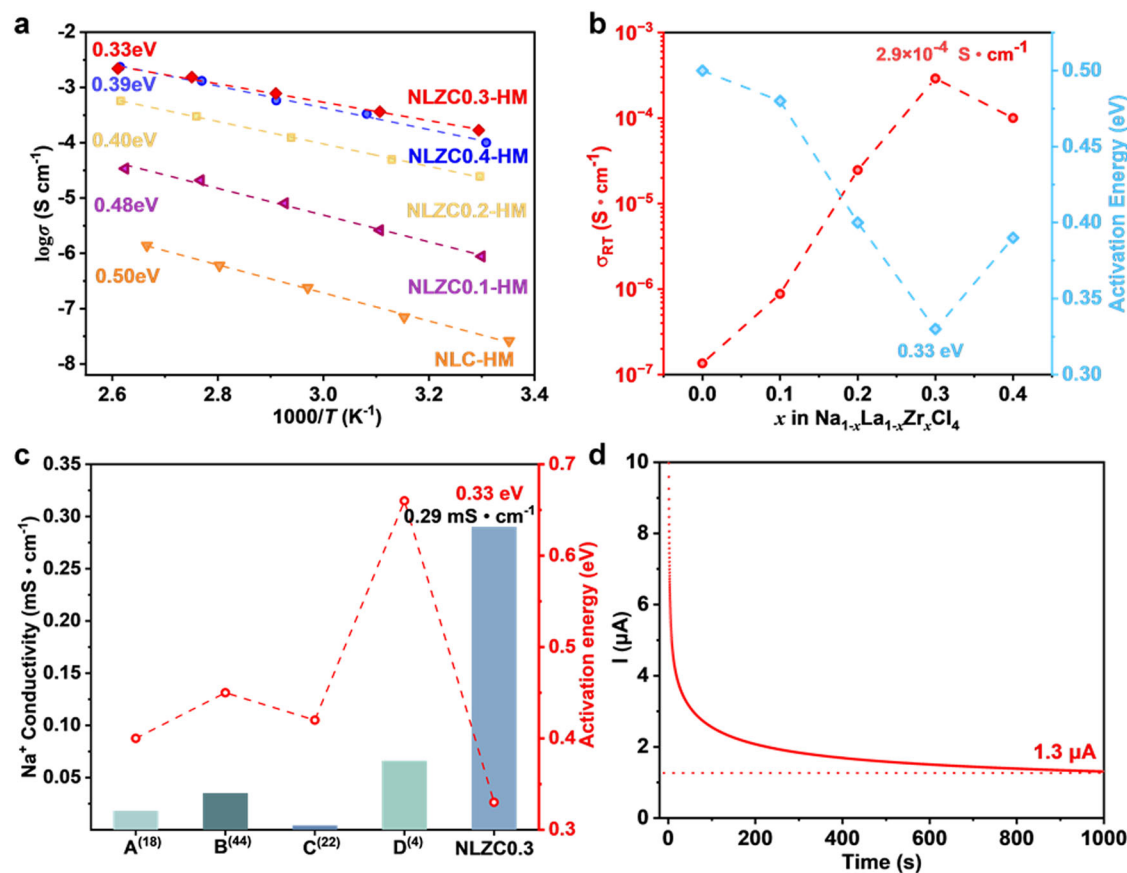 a
logσ (S cm⁻¹)
-2
-3
-4
-5
-6
-7
-8
0.33eV
0.39eV
0.40eV
0.48eV
0.50eV
NLZC0.3-HM
NLZC0.4-HM
NLZC0.2-HM
NLZC0.1-HM
NLC-HM
2.6 2.8 3.0 3.2 3.4
1000/T (K⁻¹)
b
σRT (S • cm⁻¹)
10⁻³
10⁻⁴
10⁻⁵
10⁻⁶
10⁻⁷
2.9×10⁻⁴ S • cm⁻¹
0.33 eV
0.50
0.45
0.40
0.35
0.30
Activation Energy (eV)
0.0 0.1 0.2 0.3 0.4
x in Na₁₋ₓLa₁₋ₓZrₓCl₄
c
Na⁺ Conductivity (mS • cm⁻¹)
0.35
0.30
0.25
0.20
0.15
0.10
0.05
0.33 eV
0.29 mS • cm⁻¹
0.7
0.6
0.5
0.4
0.3
Activation energy (eV)
A⁽¹⁸⁾ B⁽⁴⁴⁾ C⁽²²⁾ D⁽⁴⁾ NLZC0.3
d
I (μA)
10
8
6
4
2
0
1.3 μA
0 200 400 600 800 1000
Time (s)